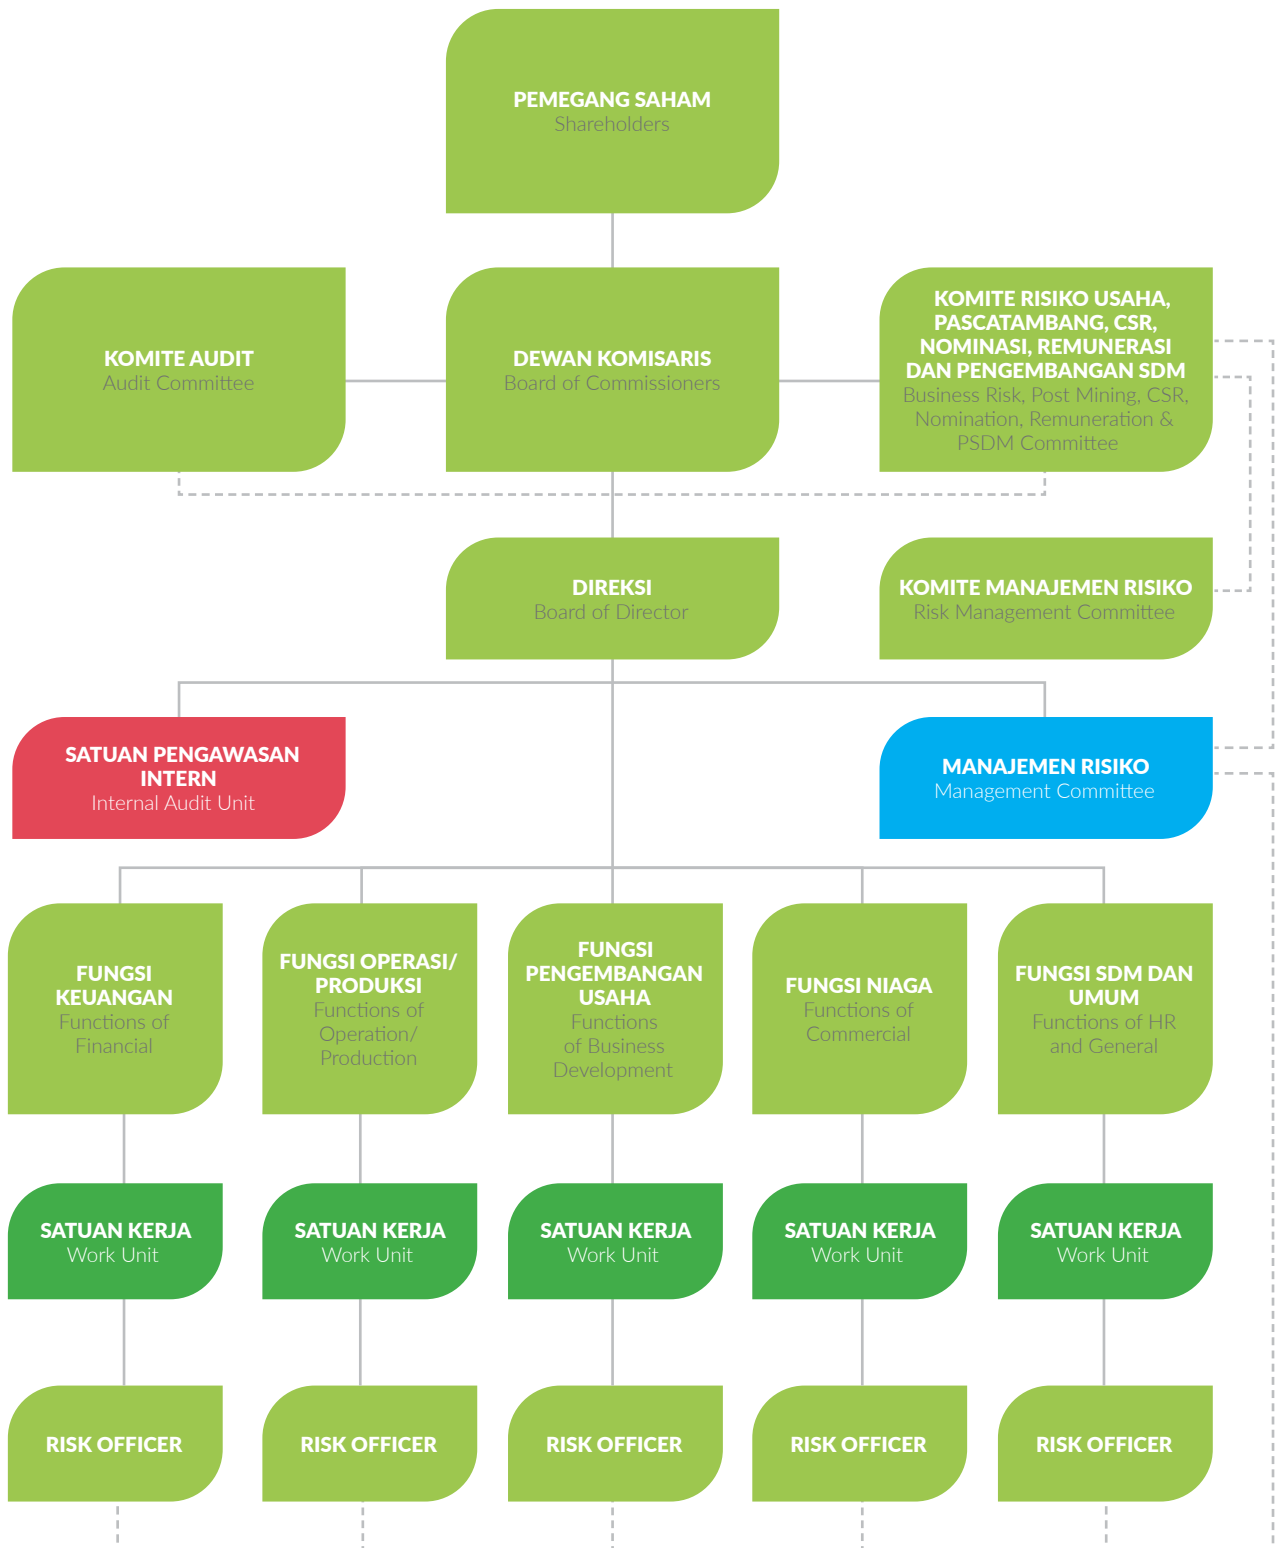 PEMEGANG SAHAM
Shareholders
KOMITE AUDIT
Audit Committee
DEWAN KOMISARIS
Board of Commissioners
KOMITE RISIKO USAHA,
PASCATAMBANG, CSR,
NOMINASI, REMUNERASI
DAN PENGEMBANGAN SDM
Business Risk, Post Mining, CSR,
Nomination, Remuneration &
PSDM Committee
DIREKSI
Board of Director
KOMITE MANAJEMEN RISIKO
Risk Management Committee
SATUAN PENGAWASAN
INTERN
Internal Audit Unit
MANAJEMEN RISIKO
Management Committee
FUNGSI
KEUANGAN
Functions of
Financial
FUNGSI OPERASI/
PRODUKSI
Functions of
Operation/
Production
FUNGSI
PENGEMBANGAN
USAHA
Functions
of Business
Development
FUNGSI NIAGA
Functions of
Commercial
FUNGSI SDM DAN
UMUM
Functions of HR
and General
SATUAN KERJA
Work Unit
SATUAN KERJA
Work Unit
SATUAN KERJA
Work Unit
SATUAN KERJA
Work Unit
SATUAN KERJA
Work Unit
RISK OFFICER
RISK OFFICER
RISK OFFICER
RISK OFFICER
RISK OFFICER